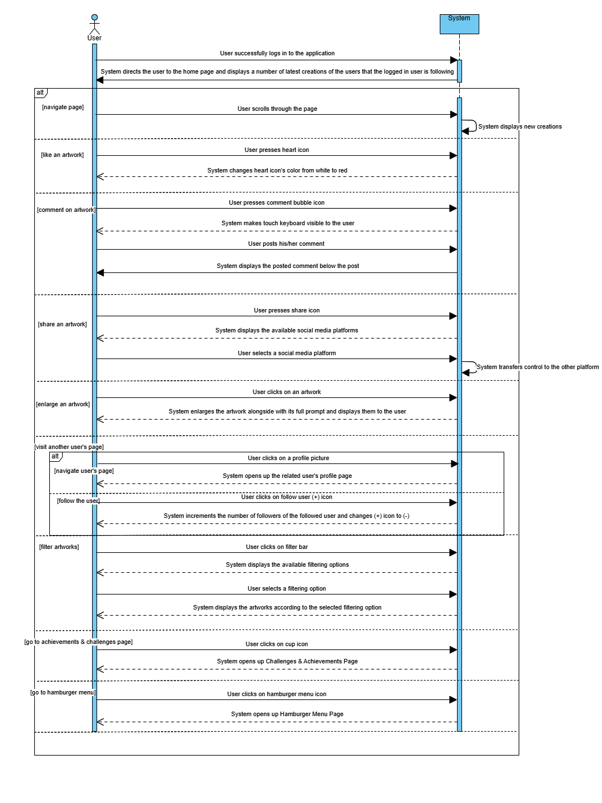 System
User
User successfully logs in to the application
System directs the user to the home page and displays a number of latest creations of the users that the logged in user is following
alt
[navigate page]
User scrolls through the page
System displays new creations
[like an artwork]
User presses heart icon
System changes heart icon's color from white to red
[comment on artwork]
User presses comment bubble icon
System makes touch keyboard visible to the user
User posts his/her comment
System displays the posted comment below the post
[share an artwork]
User presses share icon
System displays the available social media platforms
User selects a social media platform
System transfers control to the other platform
[enlarge an artwork]
User clicks on an artwork
System enlarges the artwork alongside with its full prompt and displays them to the user
[visit another user's page]
alt
User clicks on a profile picture
[navigate user's page]
System opens up the related user's profile page
[follow the user]
User clicks on follow user (+) icon
System increments the number of followers of the followed user and changes (+) icon to (-)
[filter artworks]
User clicks on filter bar
System displays the available filtering options
User selects a filtering option
System displays the artworks according to the selected filtering option
[go to achievements & challenges page]
User clicks on cup icon
System opens up Challenges & Achievements Page
[go to hamburger menu]
User clicks on hamburger menu icon
System opens up Hamburger Menu Page